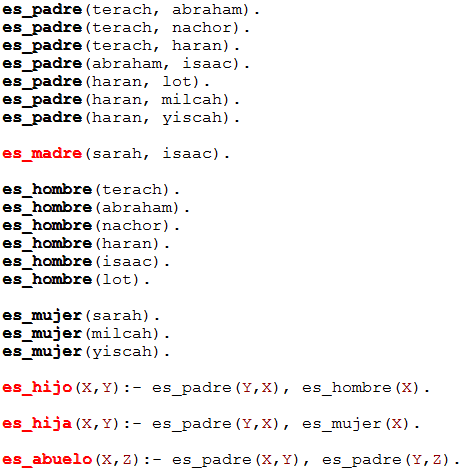 es_padre(terach, abraham).
es_padre(terach, nachor).
es_padre(terach, haran).
es_padre(abraham, isaac).
es_padre(haran, lot).
es_padre(haran, milcah).
es_padre(haran, yiscah).
es_madre(sarah, isaac).
es_hombre(terach).
es_hombre(abraham).
es_hombre(nachor).
es_hombre(haran).
es_hombre(isaac).
es_hombre(lot).
es_mujer(sarah).
es_mujer(milcah).
es_mujer(yiscah).
es_hijo(X,Y):- es_padre(Y,X), es_hombre(X).
es_hija(X,Y):- es_padre(Y,X), es_mujer(X).
es_abuelo(X,Z):- es_padre(X,Y), es_padre(Y,Z).